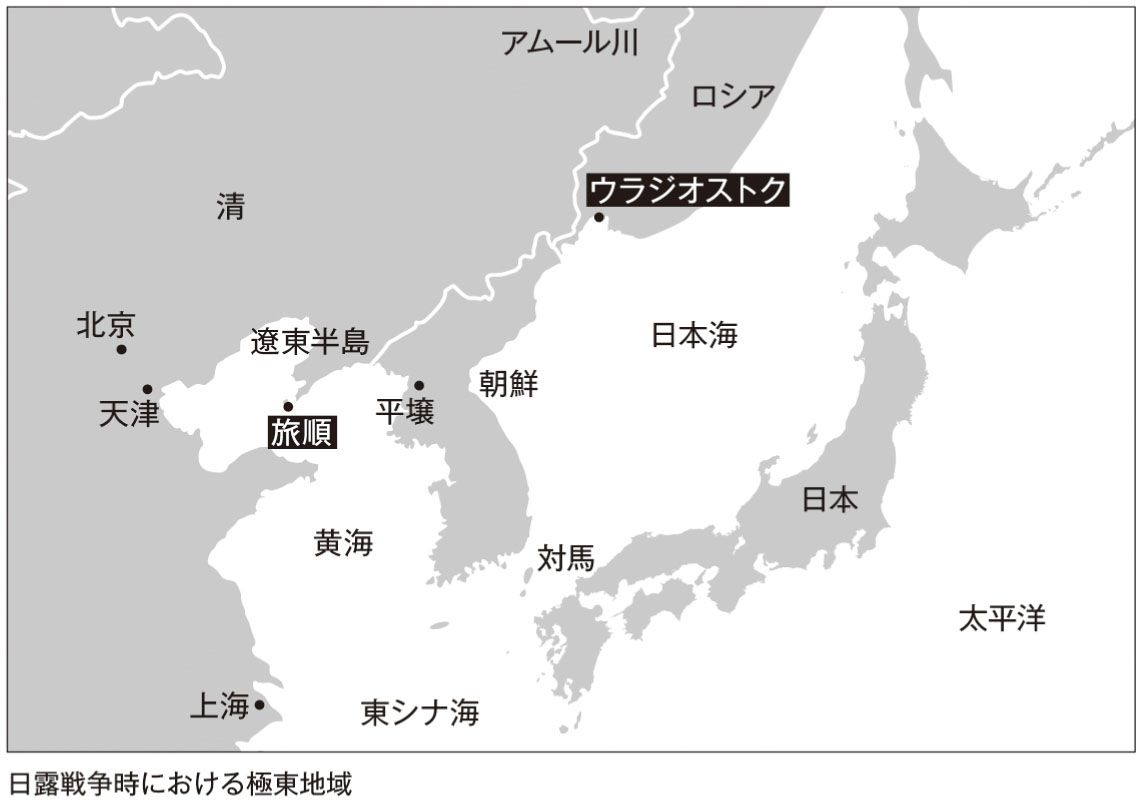 アムール川
ロシア
ウラジオストク
清
北京
遼東半島
日本海
天津
旅順
平壌
朝鮮
日本
黄海
対馬
太平洋
上海
東シナ海
日露戦争時における極東地域